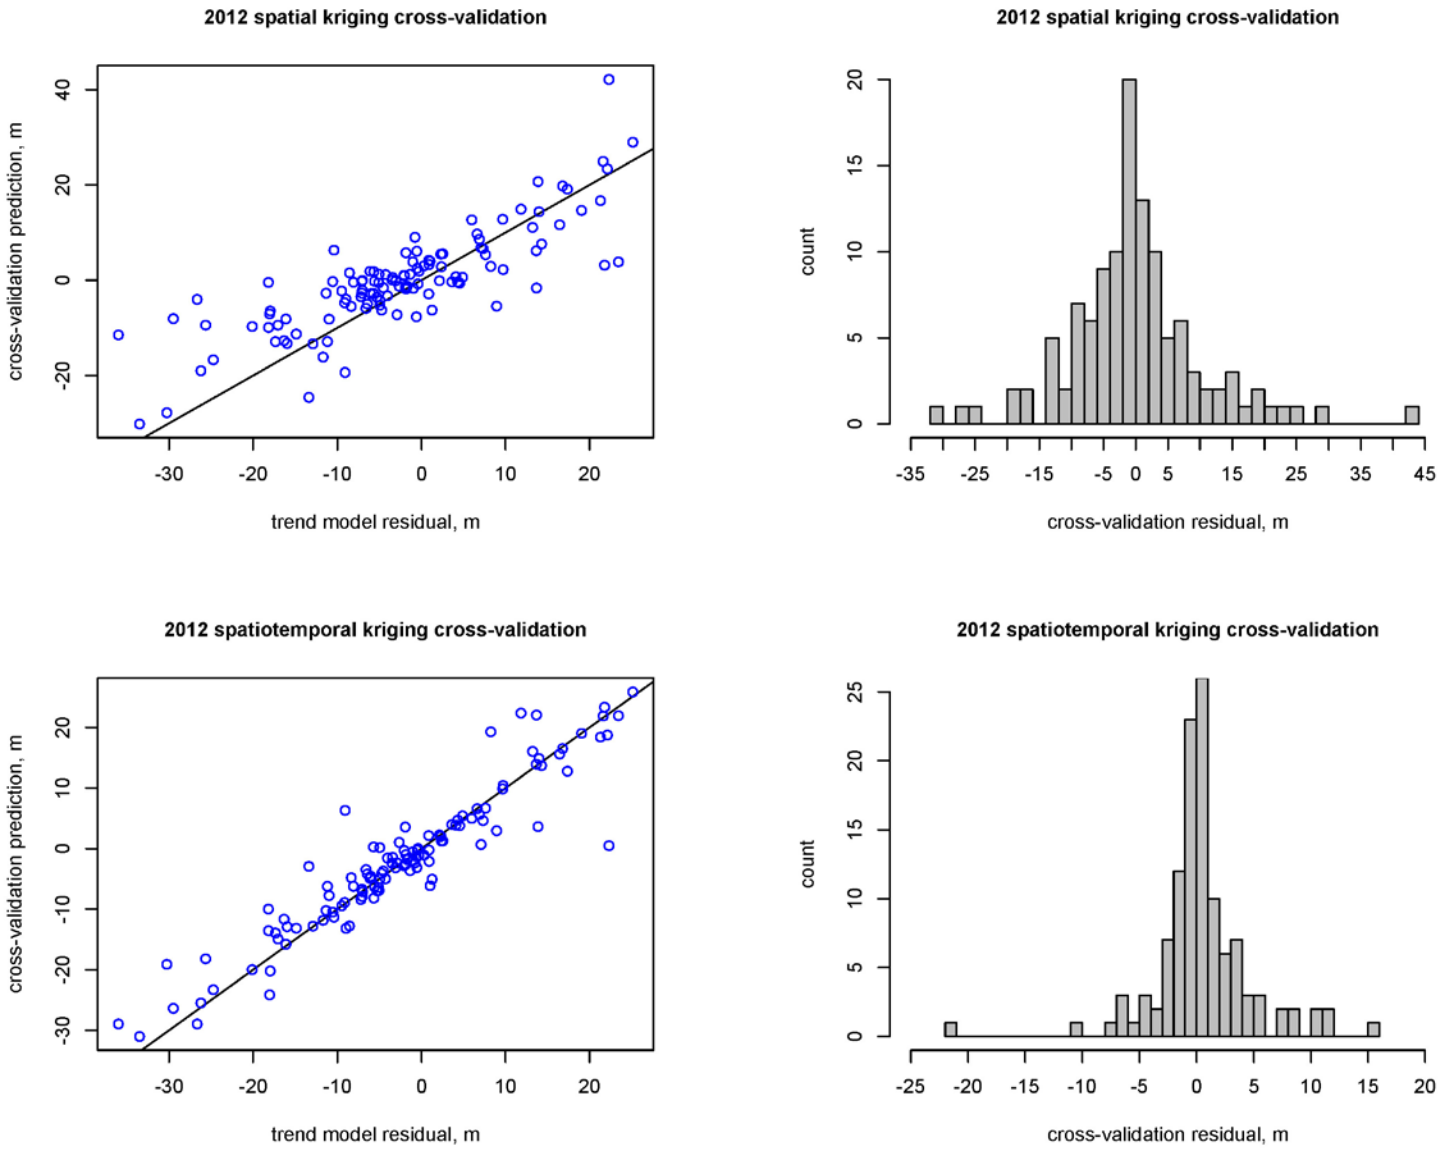 2012 spatial kriging cross-validation
cross-validation prediction, m
40
20
0
-20
-30 -20 -10 0 10 20
trend model residual, m
2012 spatial kriging cross-validation
count
20
15
10
5
0
-35 -25 -15 -5 0 5 15 25 35 45
cross-validation residual, m
2012 spatiotemporal kriging cross-validation
cross-validation prediction, m
20
10
0
-10
-20
-30
-30 -20 -10 0 10 20
trend model residual, m
2012 spatiotemporal kriging cross-validation
count
25
20
15
10
5
0
-25 -20 -15 -10 -5 0 5 10 15 20
cross-validation residual, m